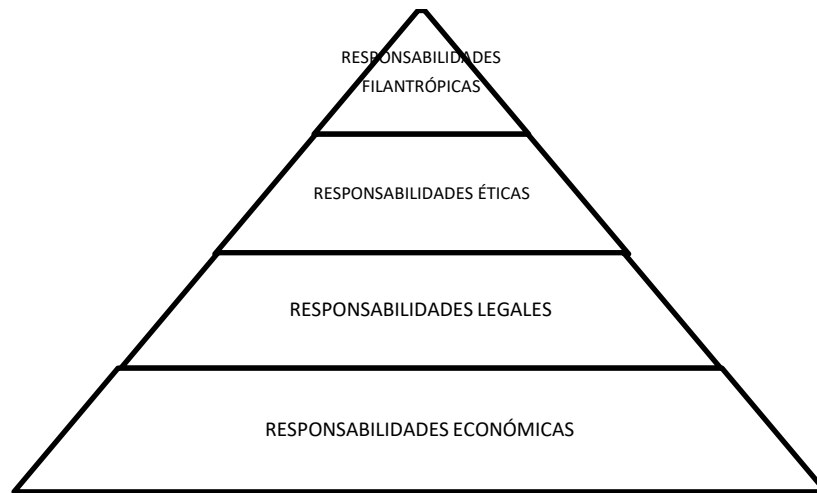 RESPONSABILIDADES
FILANTRÓPICAS
RESPONSABILIDADES ÉTICAS
RESPONSABILIDADES LEGALES
RESPONSABILIDADES ECONÓMICAS